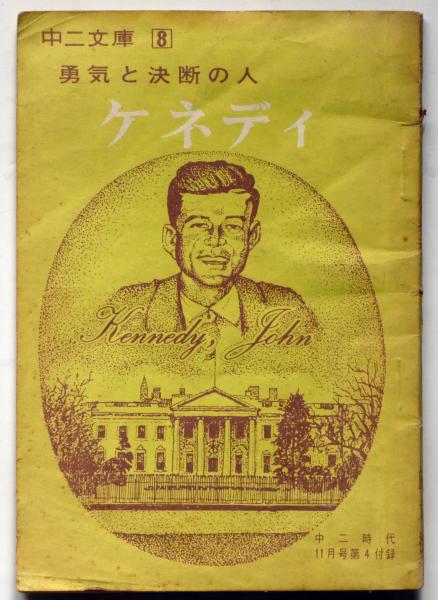 中二文庫 8
勇気と決断の人
ケネディ
Kennedy, John
中二時代
11月号第4付録